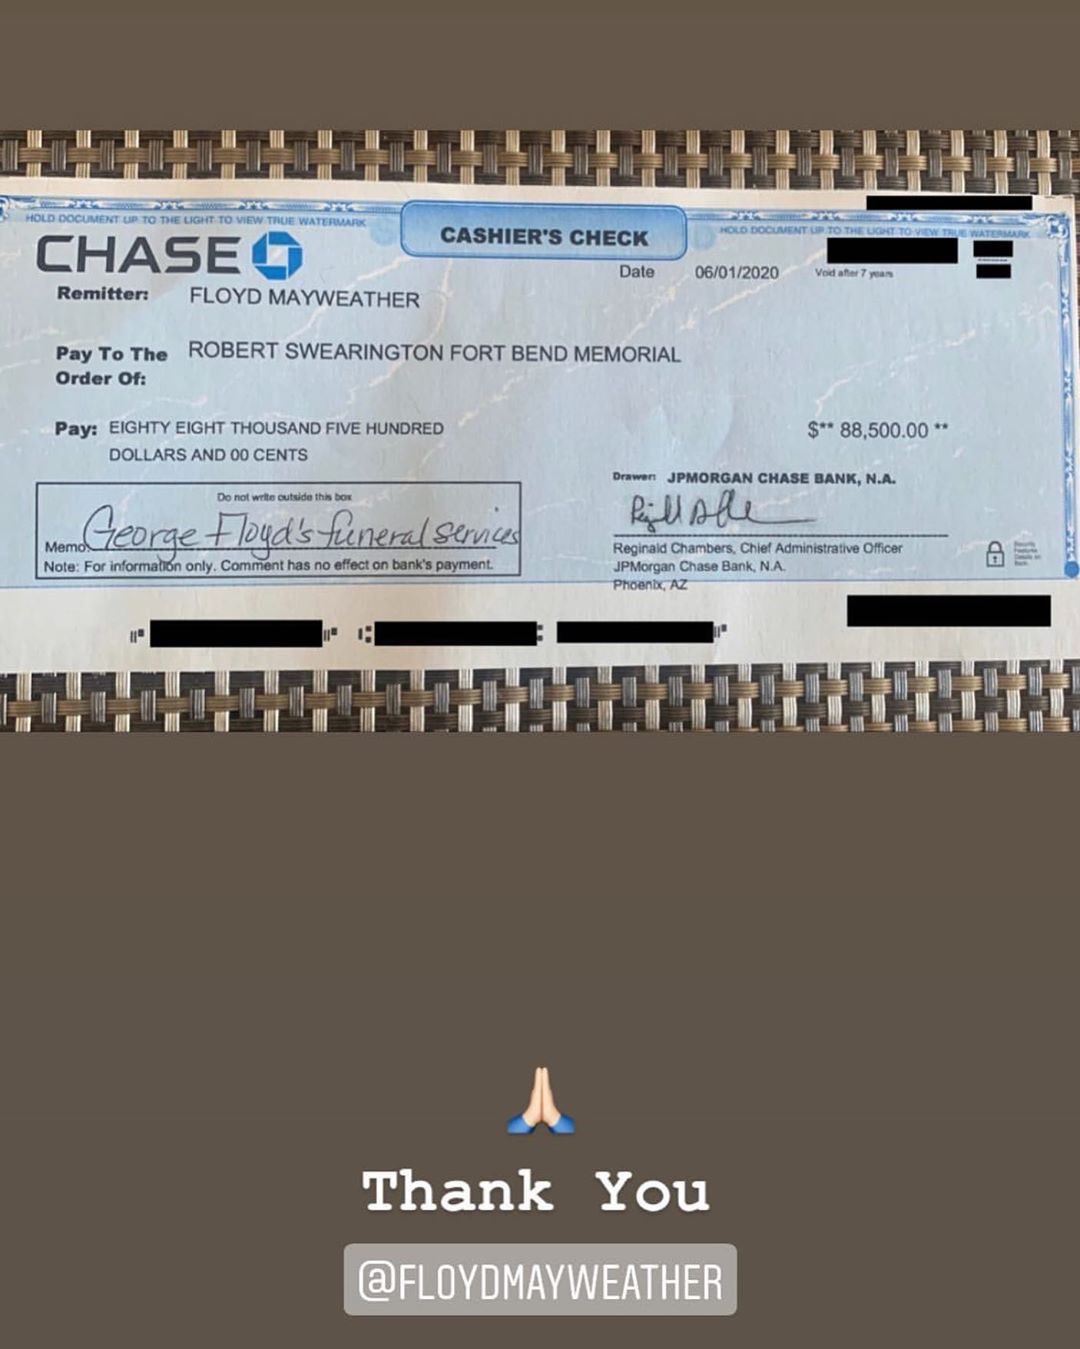 HOLD DOCUMENT UP TO THE LIGHT TO VIEW TRUE WATERMARK
CASHIER'S CHECK
HOLD DOCUMENT UP TO THE LIGHT TO VIEW TRUE WATERMARK
CHASE
Date 06/01/2020 Void after 7 years
Remitter: FLOYD MAYWEATHER
Pay To The ROBERT SWEARINGTON FORT BEND MEMORIAL
Order Of:
Pay: EIGHTY EIGHT THOUSAND FIVE HUNDRED $** 88,500.00 **
DOLLARS AND 00 CENTS
Drawer: JPMORGAN CHASE BANK, N.A.
Do not write outside this box
Memo: George Floyd's funeral services
Note: For information only. Comment has no effect on bank's payment.
Reginald Chambers, Chief Administrative Officer
JPMorgan Chase Bank, N.A.
Phoenix, AZ
Security
Features
Details on
Back.
Thank You
@FLOYDMAYWEATHER